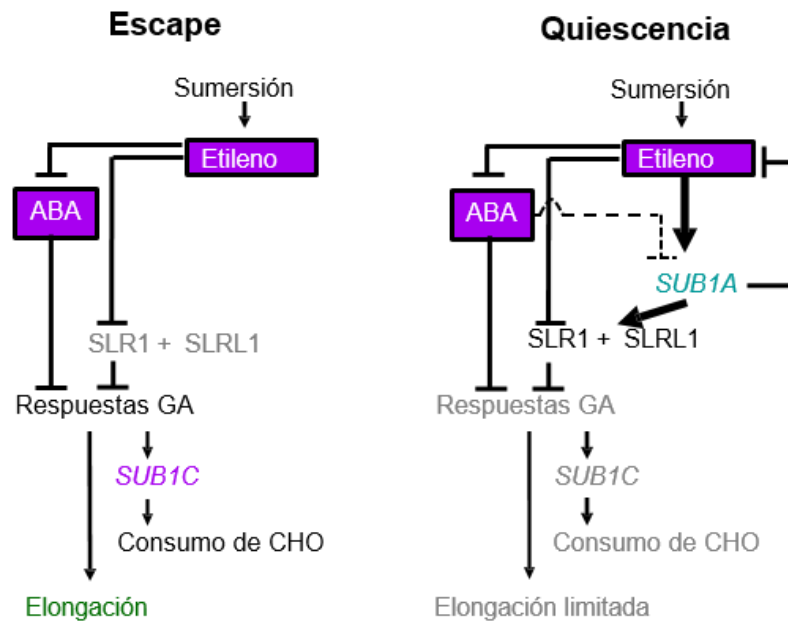 Escape
Sumersión
Etileno
ABA
SLR1 + SLRL1
Respuestas GA
SUB1C
Consumo de CHO
Elongación
Quiescencia
Sumersión
Etileno
ABA
SUB1A
SLR1 + SLRL1
Respuestas GA
SUB1C
Consumo de CHO
Elongación limitada